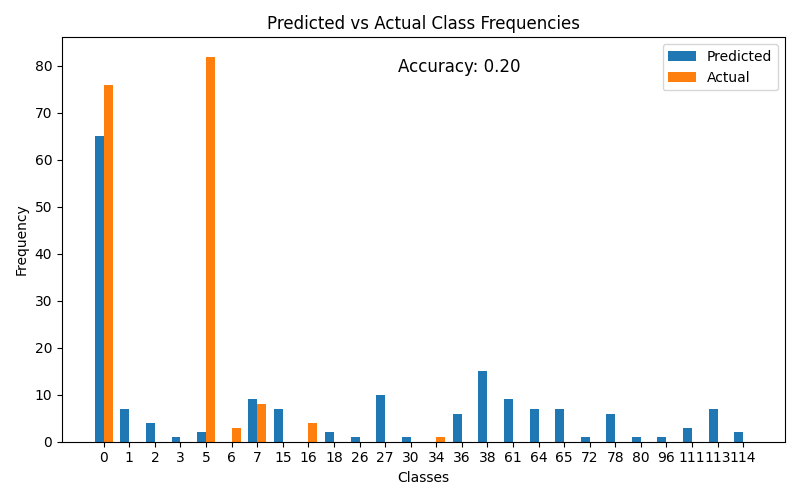 Predicted vs Actual Class Frequencies
Accuracy: 0.20
Predicted
Actual
Frequency
80
70
60
50
40
30
20
10
0
0 1 2 3 5 6 7 15 16 18 26 27 30 34 36 38 61 64 65 72 78 80 96 111 113 114
Classes